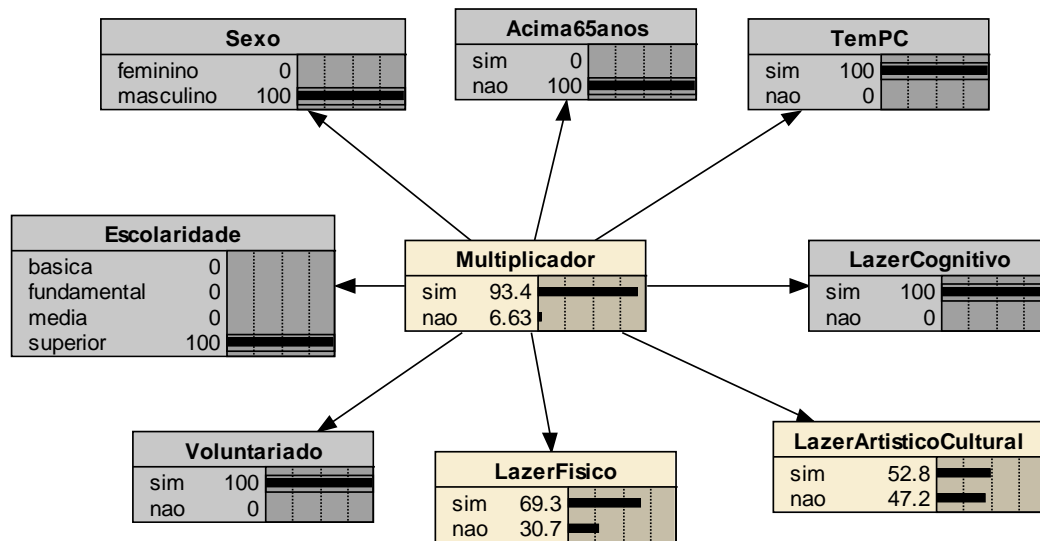 Sexo
feminino 0
masculino 100
Acima65anos
sim 0
nao 100
TemPC
sim 100
nao 0
Escolaridade
basica 0
fundamental 0
media 0
superior 100
Multiplicador
sim 93.4
nao 6.63
LazerCognitivo
sim 100
nao 0
Voluntariado
sim 100
nao 0
LazerFisico
sim 69.3
nao 30.7
LazerArtisticoCultural
sim 52.8
nao 47.2